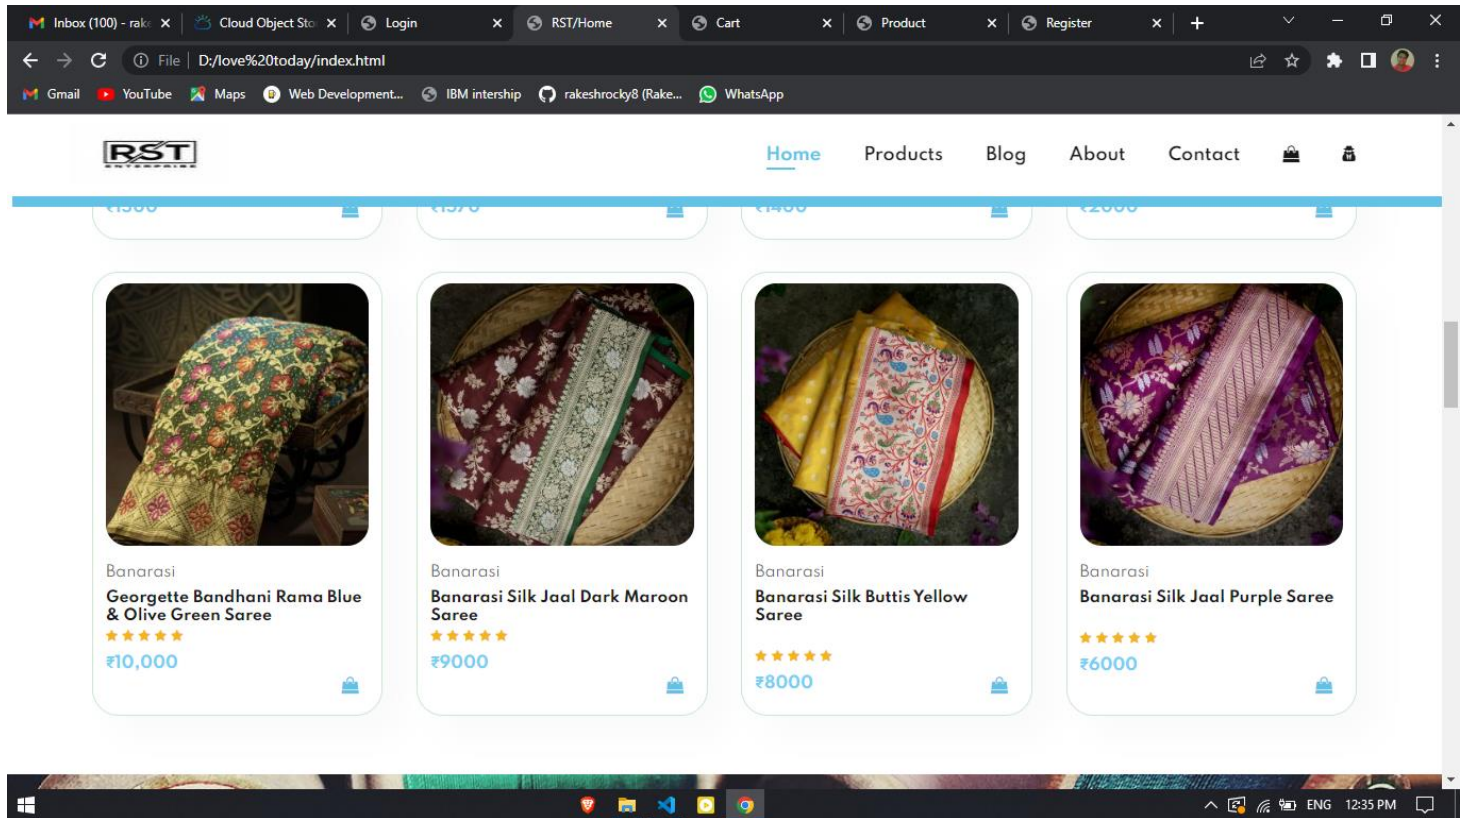 Inbox (100) - rake
Cloud Object Sto
Login
RST/Home
Cart
Product
Register
File
D:/love%20today/index.html
Gmail
YouTube
Maps
Web Development...
IBM intership
rakeshrocky8 (Rake...
WhatsApp
RST
ENTERPRISE
Home
Products
Blog
About
Contact
Banarasi
Georgette Bandhani Rama Blue
& Olive Green Saree
₹10,000
Banarasi
Banarasi Silk Jaal Dark Maroon
Saree
₹9000
Banarasi
Banarasi Silk Buttis Yellow
Saree
₹8000
Banarasi
Banarasi Silk Jaal Purple Saree
₹6000
ENG
12:35 PM